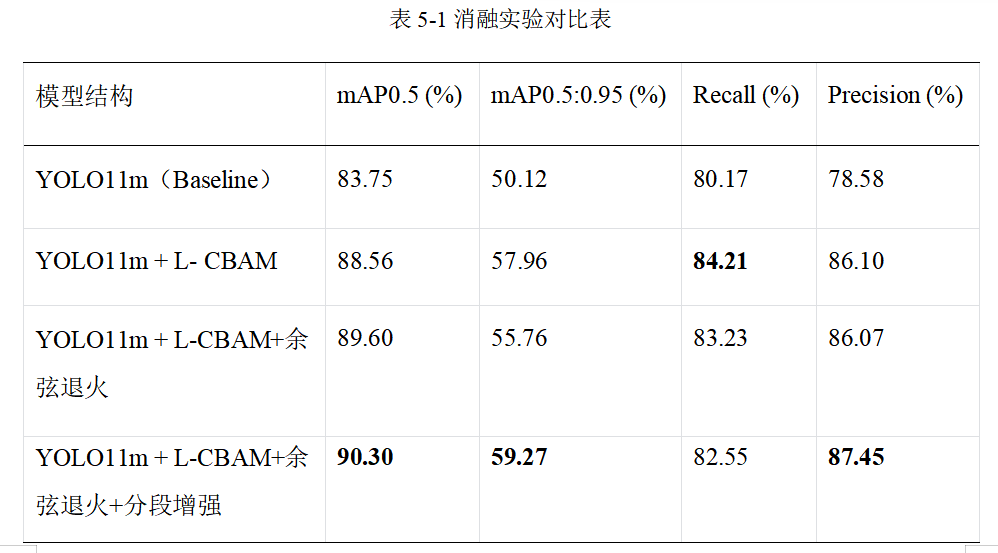 表 5-1 消融实验对比表
模型结构 mAP0.5 (%) mAP0.5:0.95 (%) Recall (%) Precision (%)
YOLO11m（Baseline） 83.75 50.12 80.17 78.58
YOLO11m + L- CBAM 88.56 57.96 84.21 86.10
YOLO11m + L-CBAM+余 89.60 55.76 83.23 86.07
弦退火
YOLO11m + L-CBAM+余 90.30 59.27 82.55 87.45
弦退火+分段增强